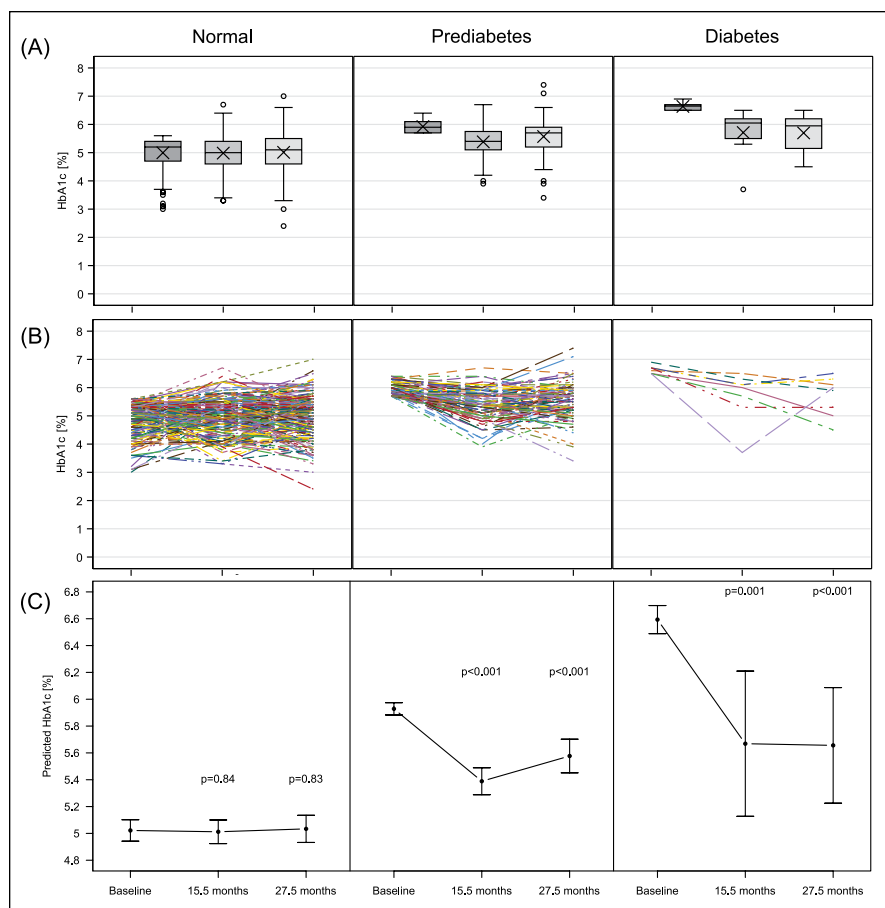 Normal Prediabetes Diabetes
(A)
8
7
6
5
4
3
2
1
0
HbA1c [%]
(B)
8
7
6
5
4
3
2
1
0
HbA1c [%]
(C)
6.8
6.6
6.4
6.2
6
5.8
5.6
5.4
5.2
5
4.8
Predicted HbA1c [%]
p=0.84 p=0.83
p<0.001 p<0.001
p=0.001 p<0.001
Baseline 15.5 months 27.5 months Baseline 15.5 months 27.5 months Baseline 15.5 months 27.5 months